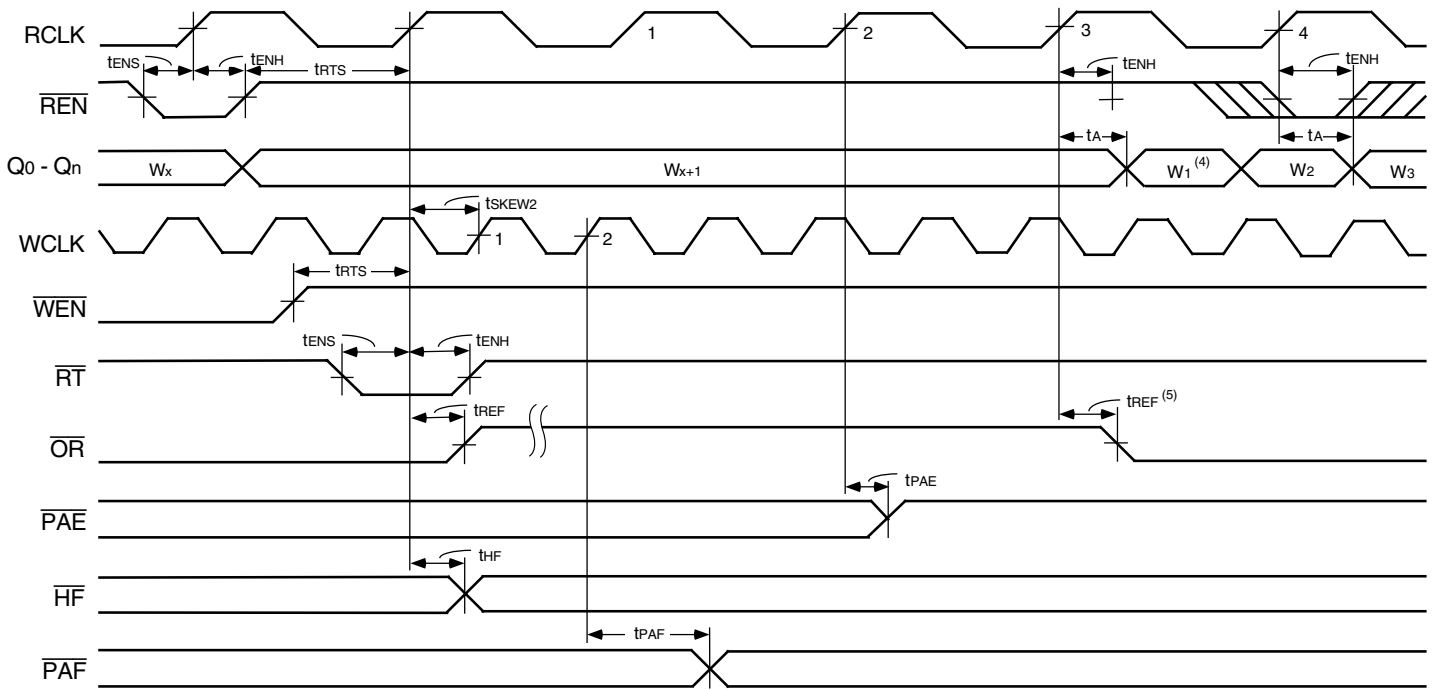 RCLK
1
2
3
4
tENS
tENH
tRTS
tENH
tENH
REN
tA
tA
Q0 - Qn
Wx
Wx+1
W1 (4)
W2
W3
tSKEW2
WCLK
1
2
tRTS
WEN
tENS
tENH
RT
tREF
tREF (5)
OR
tPAE
PAE
tHF
HF
tPAF
PAF